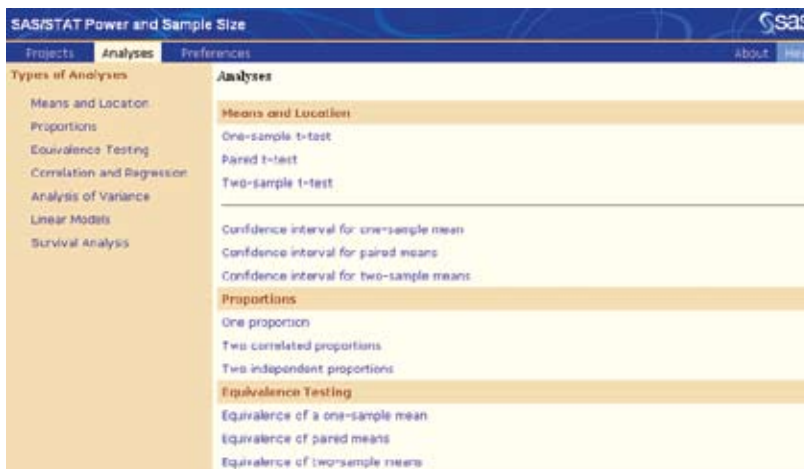 SAS/STAT Power and Sample Size
sas
Projects Analyses Preferences About
Types of Analyses
Means and Location
Proportions
Equivalence Testing
Correlation and Regression
Analysis of Variance
Linear Models
Survival Analysis
Analyses
Means and Location
One-sample t-test
Paired t-test
Two-sample t-test
Confidence interval for one-sample mean
Confidence interval for paired means
Confidence interval for two-sample means
Proportions
One proportion
Two correlated proportions
Two independent proportions
Equivalence Testing
Equivalence of a one-sample mean
Equivalence of paired means
Equivalence of two-sample means